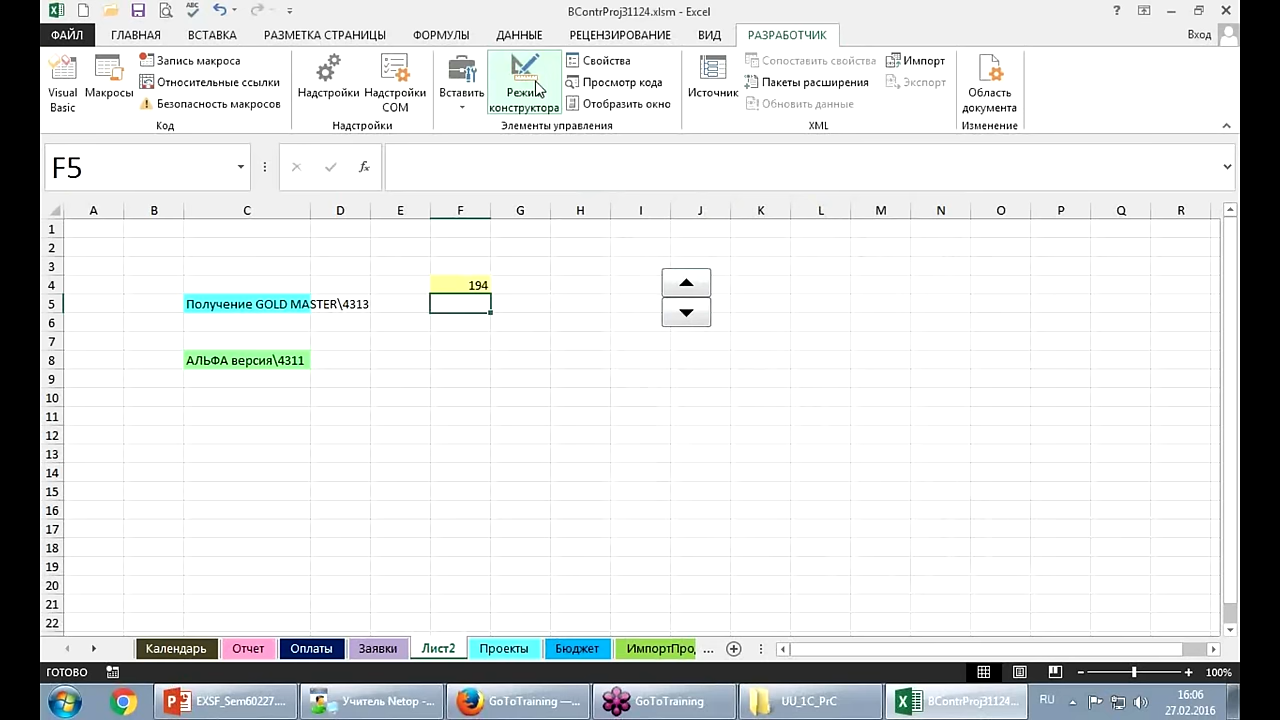 BContrProj31124.xlsm - Excel
ФАЙЛ ГЛАВНАЯ ВСТАВКА РАЗМЕТКА СТРАНИЦЫ ФОРМУЛЫ ДАННЫЕ РЕЦЕНЗИРОВАНИЕ ВИД РАЗРАБОТЧИК Вход
Visual Basic
Макросы
Запись макроса
Относительные ссылки
Безопасность макросов
Код
Надстройки
Надстройки COM
Надстройки
Вставить
Режим конструктора
Свойства
Просмотр кода
Отобразить окно
Элементы управления
Источник
Сопоставить свойства
Пакеты расширения
Обновить данные
Импорт
Экспорт
XML
Область документа
Изменение
F5
fx
A B C D E F G H I J K L M N O P Q R
1
2
3
4 194
5 Получение GOLD MASTER\4313
6
7
8 АЛЬФА версия\4311
9
10
11
12
13
14
15
16
17
18
19
20
21
22
Календарь Отчет Оплаты Заявки Лист2 Проекты Бюджет ИмпортПро, ...
ГОТОВО 100%
EXSF_Sem60227.... Учитель Netop -... GoToTraining —... GoToTraining UU_1C_PrC BContrProj31124.... RU 16:06
27.02.2016